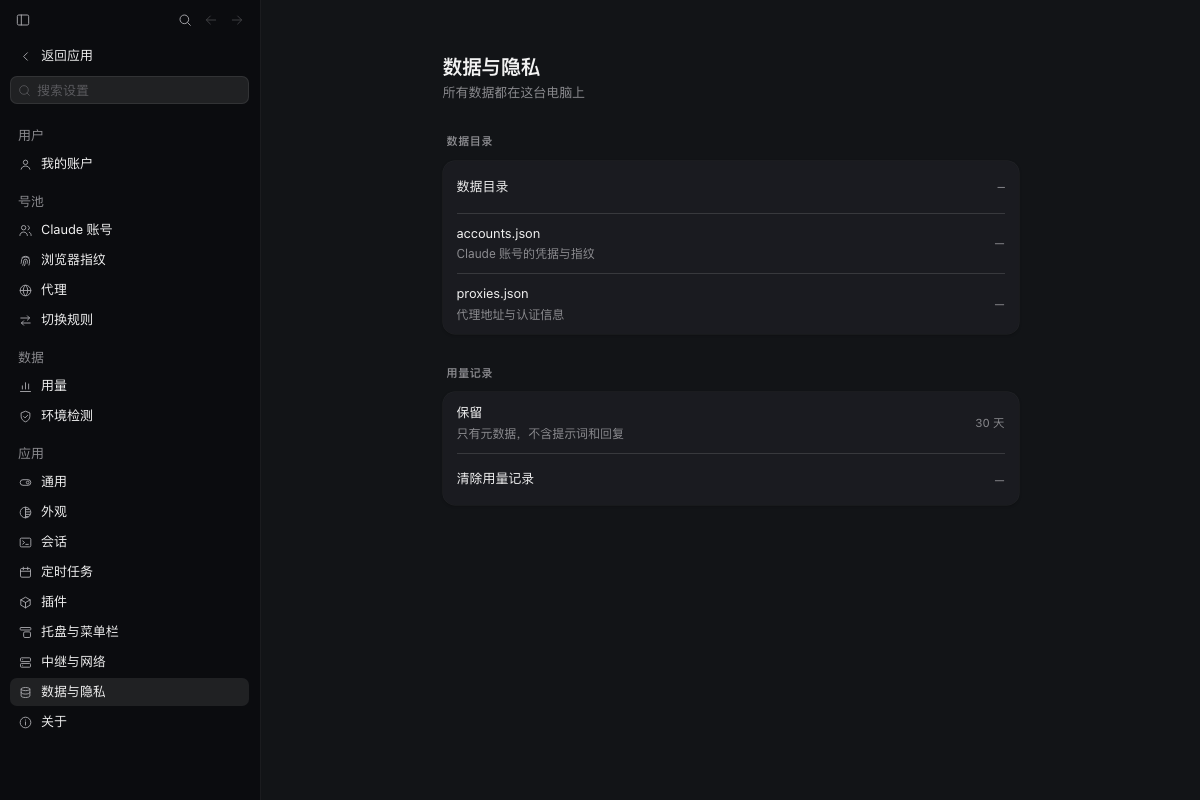 返回应用
搜索设置
用户
我的账户
号池
Claude 账号
浏览器指纹
代理
切换规则
数据
用量
环境检测
应用
通用
外观
会话
定时任务
插件
托盘与菜单栏
中继与网络
数据与隐私
关于
数据与隐私
所有数据都在这台电脑上
数据目录
数据目录 –
accounts.json
Claude 账号的凭据与指纹 –
proxies.json
代理地址与认证信息 –
用量记录
保留
只有元数据，不含提示词和回复
30 天
清除用量记录 –